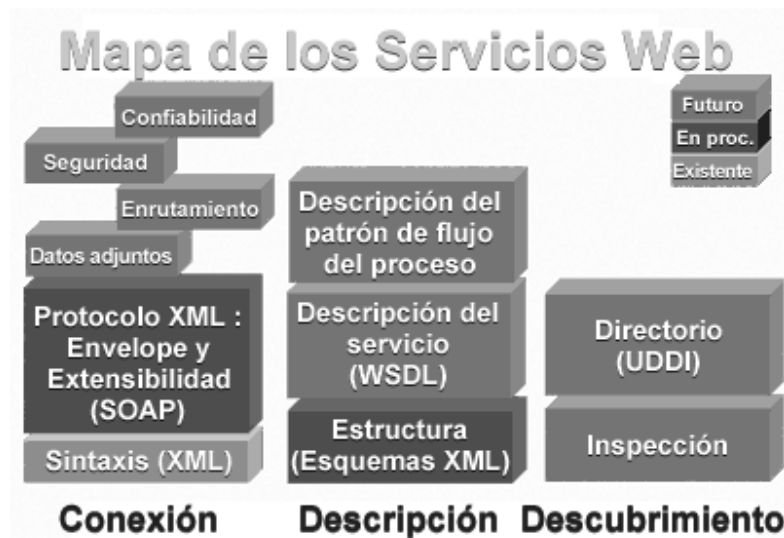 Mapa de los Servicios Web
Confiabilidad
Seguridad
Enrutamiento
Datos adjuntos
Protocolo XML :
Envelope y
Extensibilidad
(SOAP)
Sintaxis (XML)
Conexión
Descripción del
patrón de flujo
del proceso
Descripción del
servicio
(WSDL)
Estructura
(Esquemas XML)
Descripción
Futuro
En proc.
Existente
Directorio
(UDDI)
Inspección
Descubrimiento